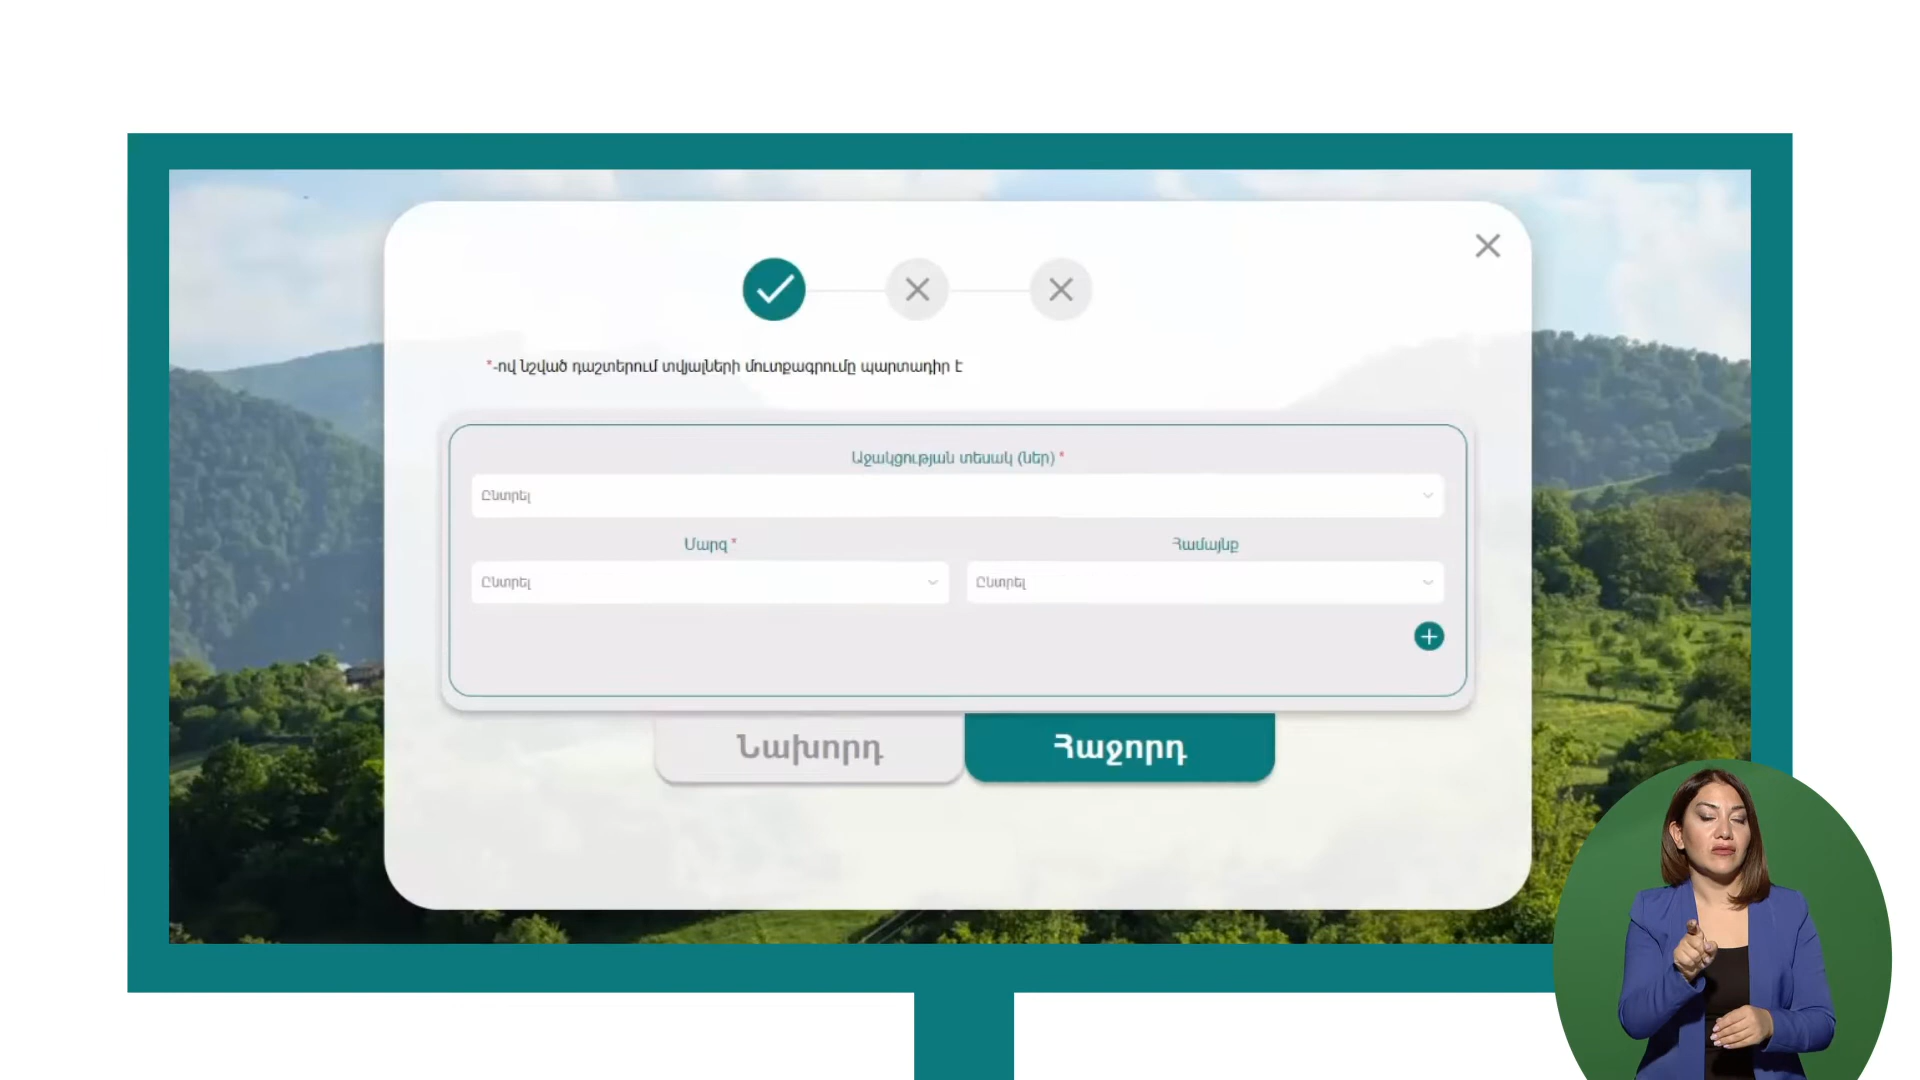 *-ով նշված դաշտերում տվյալների մուտքագրումը պարտադիր է
Աջակցության տեսակ (ներ) *
Ընտրել
Մարզ * Համայնք
Ընտրել Ընտրել
Նախորդ Հաջորդ